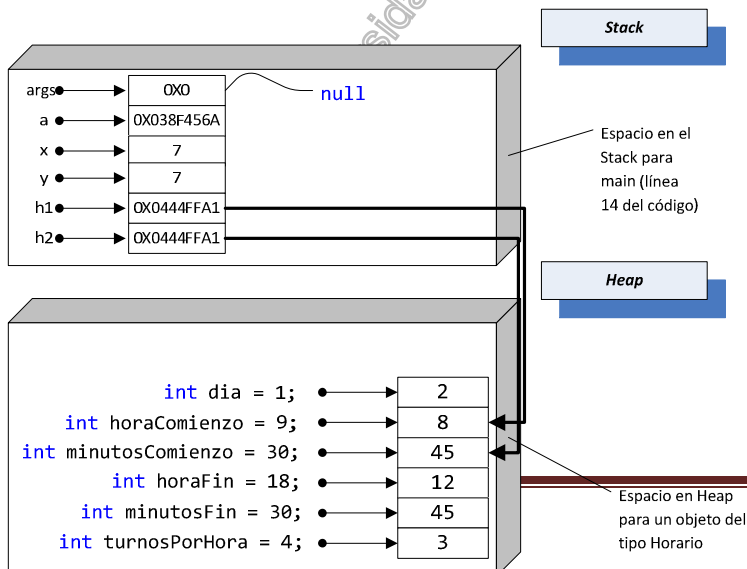 Stack
args
0X0
null
a
0X038F456A
x
7
y
7
h1
0X0444FFA1
h2
0X0444FFA1
Espacio en el
Stack para
main (línea
14 del código)
Heap
int dia = 1;
2
int horaComienzo = 9;
8
int minutosComienzo = 30;
45
int horaFin = 18;
12
int minutosFin = 30;
45
int turnosPorHora = 4;
3
Espacio en Heap
para un objeto del
tipo Horario